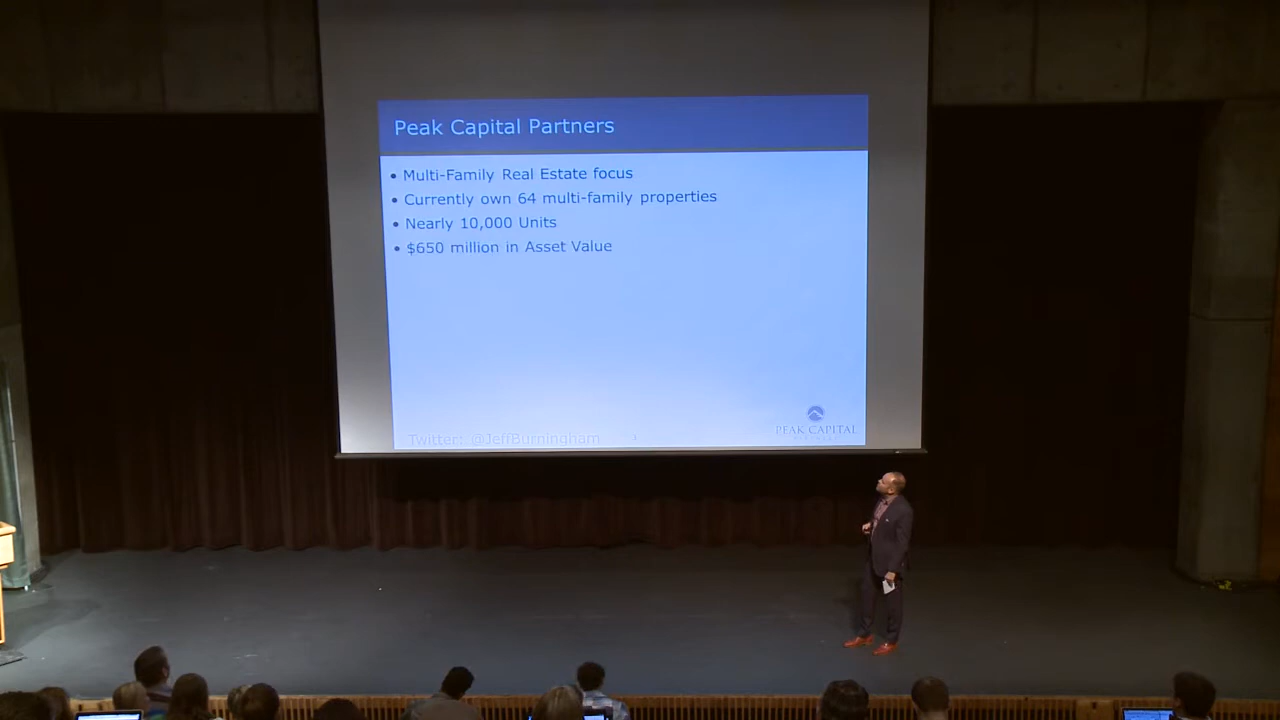 Peak Capital Partners
• Multi-Family Real Estate focus
• Currently own 64 multi-family properties
• Nearly 10,000 Units
• $650 million in Asset Value
Twitter: @JeffBurningham
3
PEAK CAPITAL